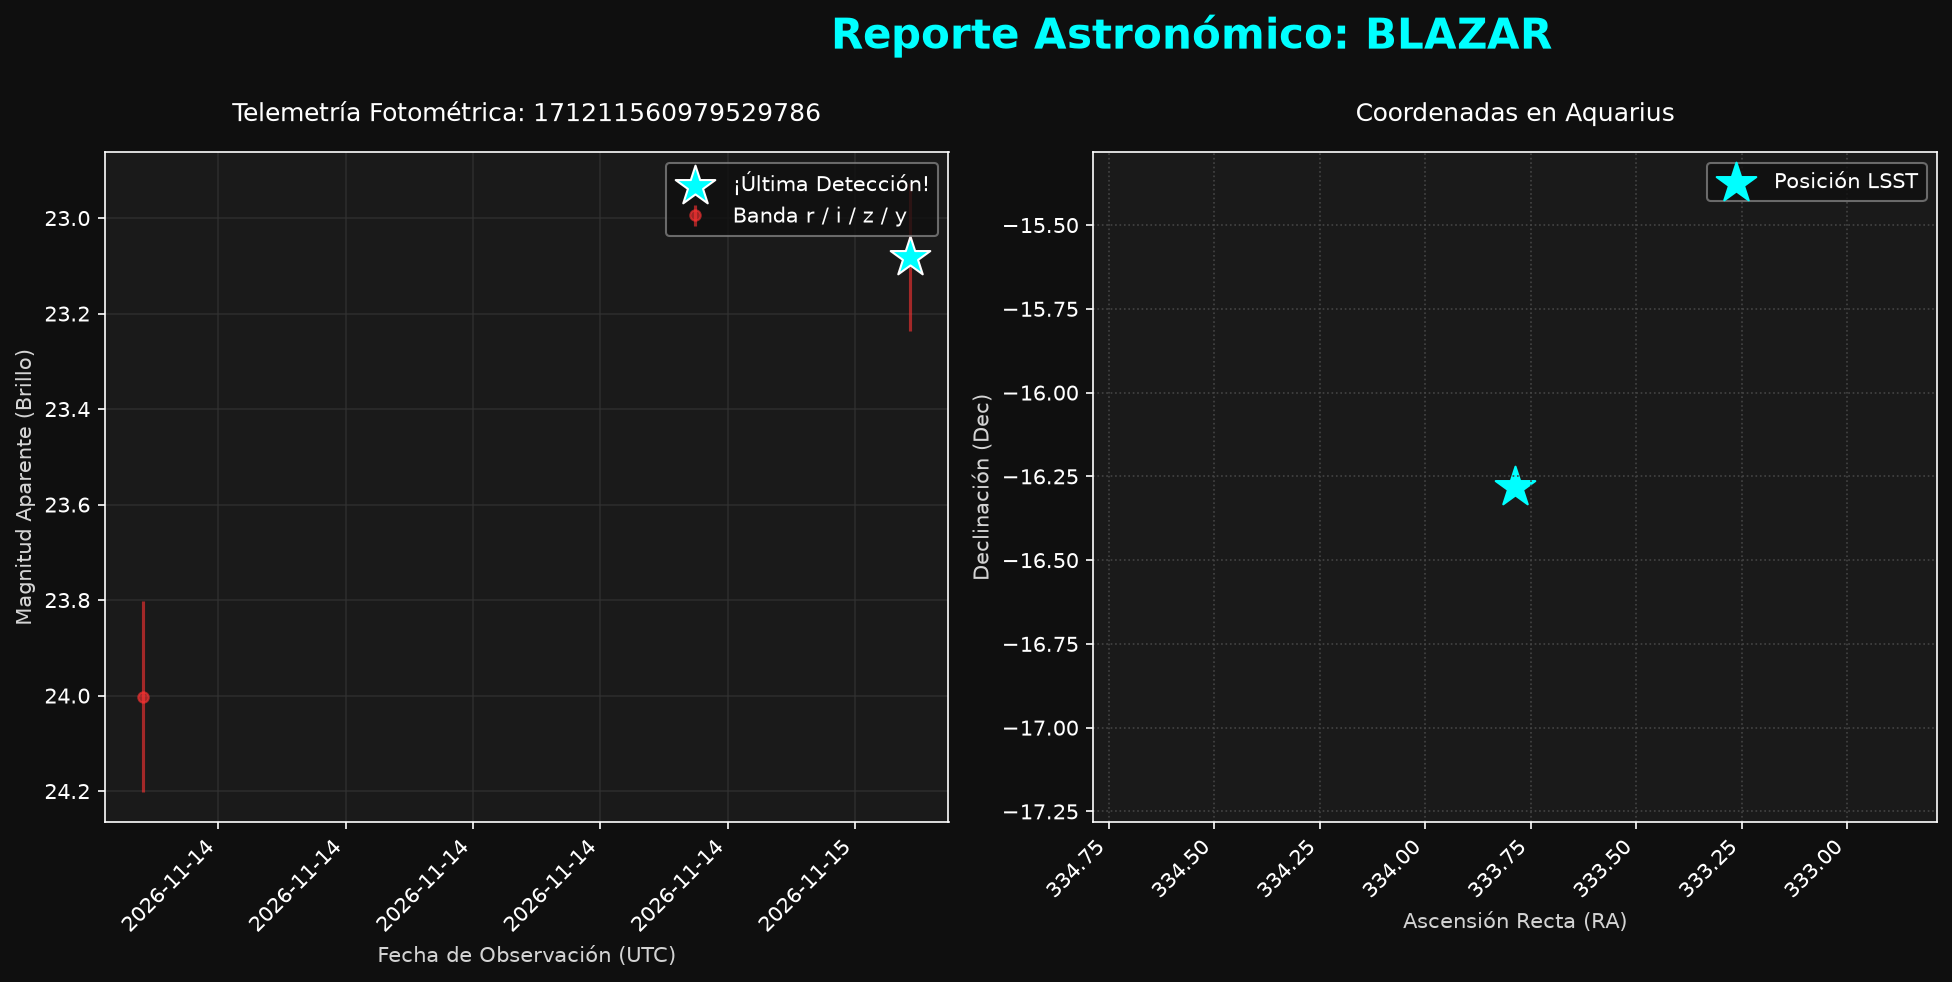 Reporte Astronómico: BLAZAR
Telemetría Fotométrica: 171211560979529786
¡Última Detección!
Banda r / i / z / y
Magnitud Aparente (Brillo)
23.0
23.2
23.4
23.6
23.8
24.0
24.2
2026-11-14
2026-11-14
2026-11-14
2026-11-14
2026-11-14
2026-11-15
Fecha de Observación (UTC)
Coordenadas en Aquarius
Posición LSST
Declinación (Dec)
−15.50
−15.75
−16.00
−16.25
−16.50
−16.75
−17.00
−17.25
334.75
334.50
334.25
334.00
333.75
333.50
333.25
333.00
Ascensión Recta (RA)